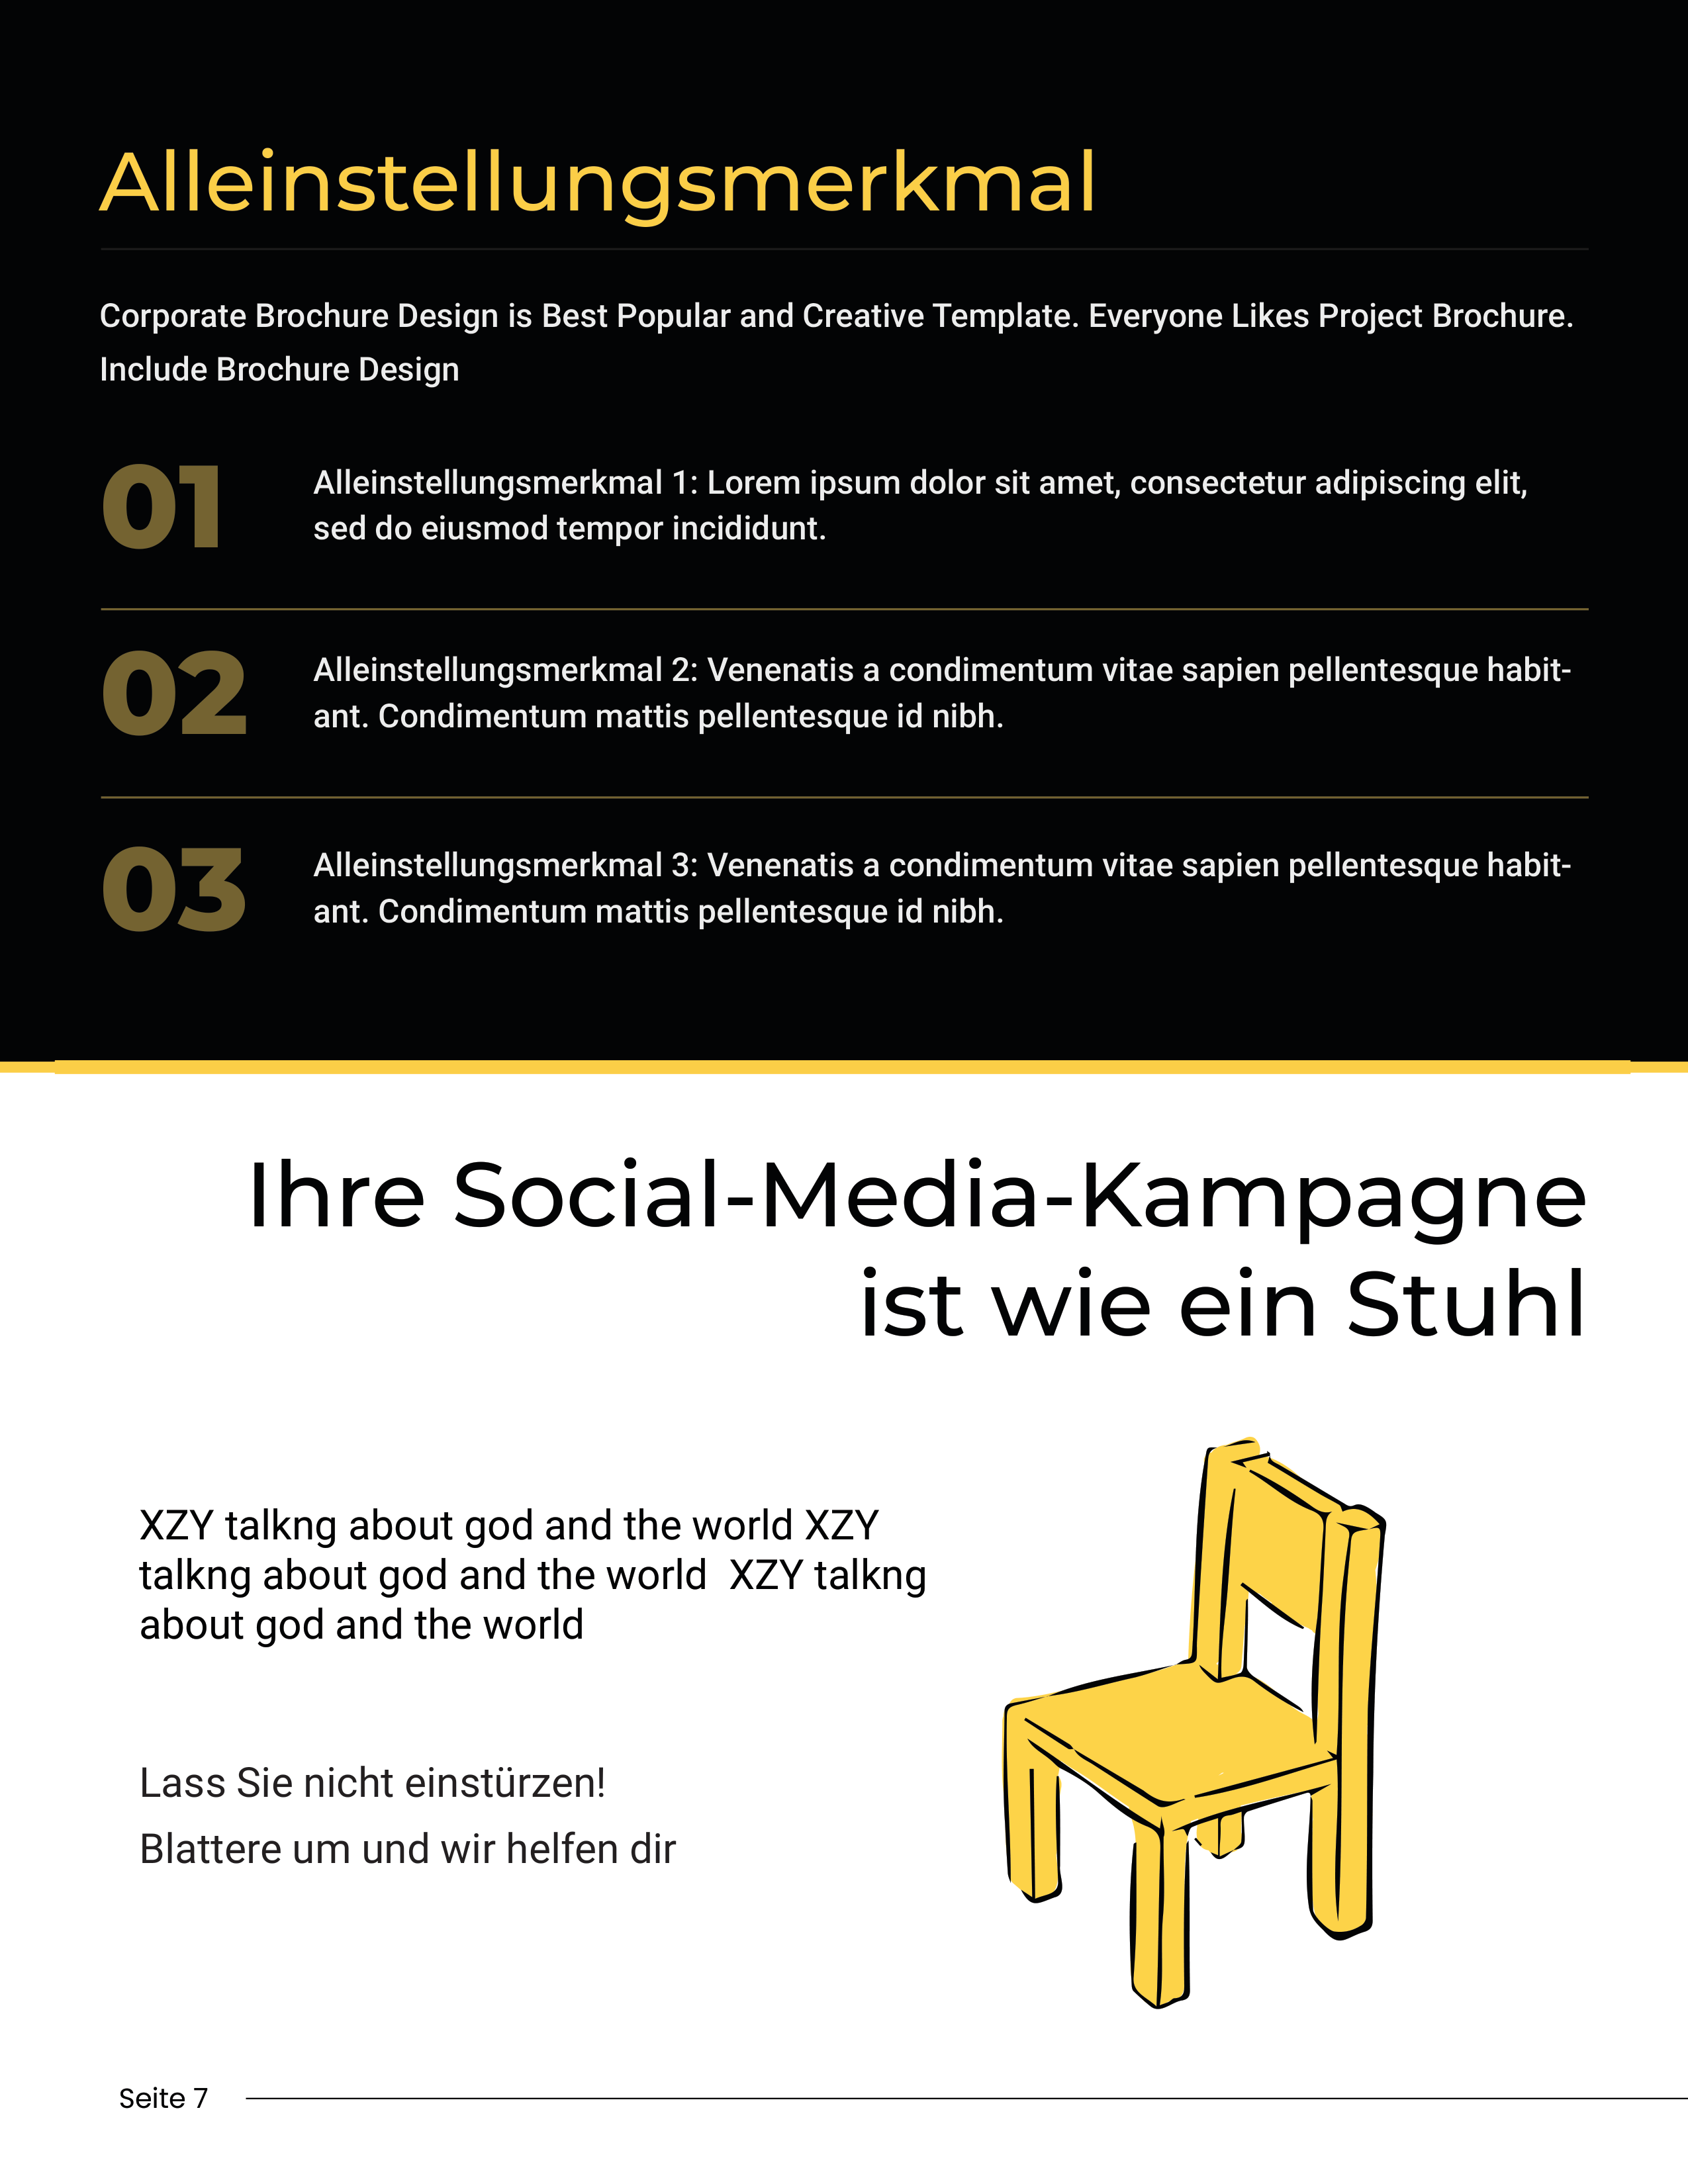 Alleinstellungsmerkmal
Corporate Brochure Design is Best Popular and Creative Template. Everyone Likes Project Brochure.
Include Brochure Design
01
Alleinstellungsmerkmal 1: Lorem ipsum dolor sit amet, consectetur adipiscing elit,
sed do eiusmod tempor incididunt.
02
Alleinstellungsmerkmal 2: Venenatis a condimentum vitae sapien pellentesque habit-
ant. Condimentum mattis pellentesque id nibh.
03
Alleinstellungsmerkmal 3: Venenatis a condimentum vitae sapien pellentesque habit-
ant. Condimentum mattis pellentesque id nibh.
Ihre Social-Media-Kampagne
ist wie ein Stuhl
XZY talkng about god and the world XZY
talkng about god and the world  XZY talkng
about god and the world
Lass Sie nicht einstürzen!
Blattere um und wir helfen dir
Seite 7